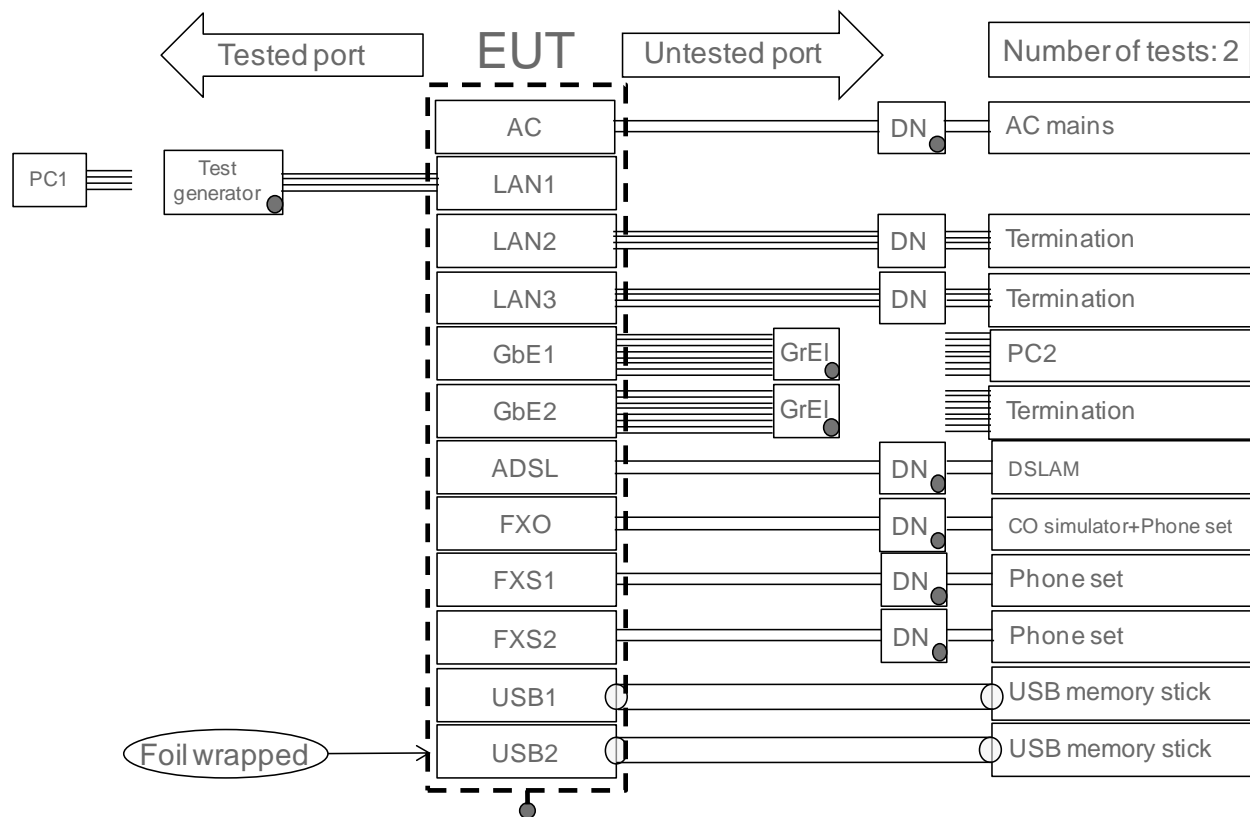 Tested port
EUT
Untested port
Number of tests: 2
AC
DN
AC mains
PC1
Test
generator
LAN1
LAN2
DN
Termination
LAN3
DN
Termination
GbE1
GrEl
PC2
GbE2
GrEl
Termination
ADSL
DN
DSLAM
FXO
DN
CO simulator+Phone set
FXS1
DN
Phone set
FXS2
DN
Phone set
USB1
USB memory stick
Foil wrapped
USB2
USB memory stick